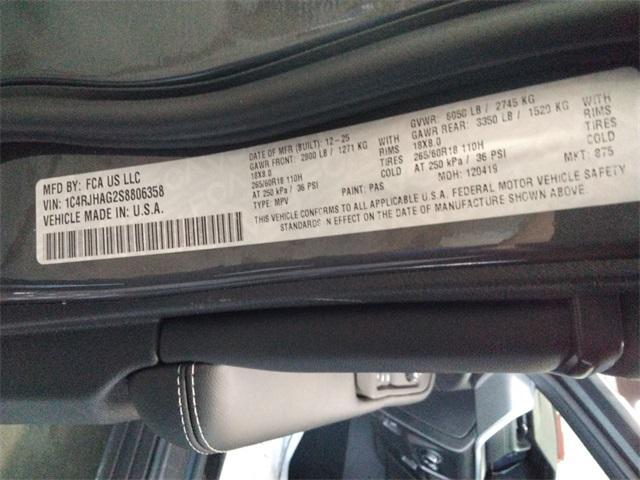 MFD BY: FCA US LLC
VIN: 1C4RJHAG2S8806358
VEHICLE MADE IN U.S.A.
DATE OF MFR (BUILT): 12-25
GAWR FRONT: 2800 LB / 1271 KG WITH
18X8.0 RIMS
265/60R18 110H TIRES
AT 250 kPa / 36 PSI COLD
TYPE: MPV PAINT: PAS
GVWR: 6050 LB / 2745 KG
GAWR REAR: 3350 LB / 1520 KG WITH
18X8.0 RIMS
265/60R18 110H TIRES
AT 250 kPa / 36 PSI COLD
MOH: 120419 MKT: 875
THIS VEHICLE CONFORMS TO ALL APPLICABLE U.S.A. FEDERAL MOTOR VEHICLE SAFETY
STANDARDS IN EFFECT ON THE DATE OF MANUFACTURE SHOWN ABOVE.